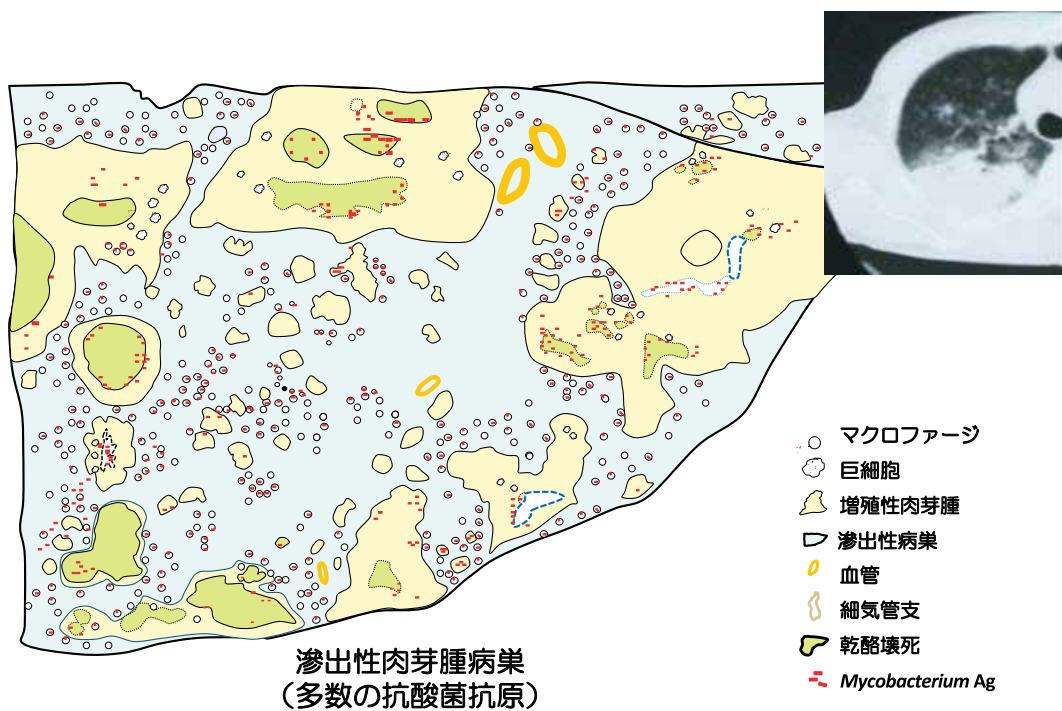 マクロファージ
巨細胞
増殖性肉芽腫
滲出性病巣
血管
細気管支
乾酪壊死
Mycobacterium Ag
滲出性肉芽腫病巣
（多数の抗酸菌抗原）